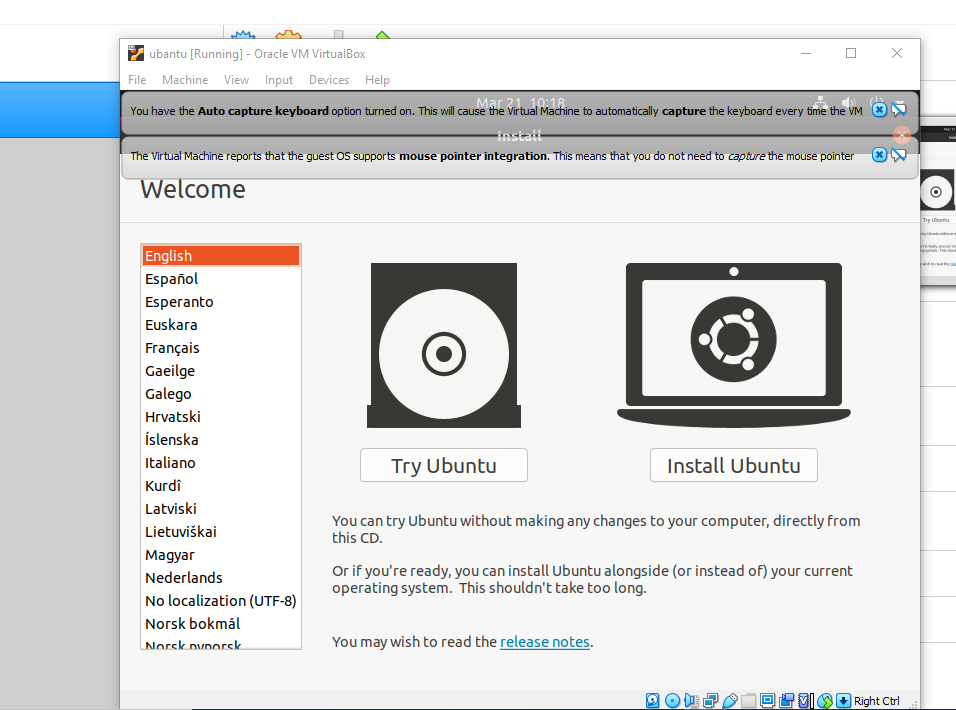 ubantu [Running] - Oracle VM VirtualBox
File Machine View Input Devices Help
Mar 21, 10:18
You have the Auto capture keyboard option turned on. This will cause the Virtual Machine to automatically capture the keyboard every time the VM
Install
The Virtual Machine reports that the guest OS supports mouse pointer integration. This means that you do not need to capture the mouse pointer
Welcome
English
Español
Esperanto
Euskara
Français
Gaeilge
Galego
Hrvatski
Íslenska
Italiano
Kurdî
Latviski
Lietuviškai
Magyar
Nederlands
No localization (UTF-8)
Norsk bokmål
Norsk nynorsk
Try Ubuntu
Install Ubuntu
You can try Ubuntu without making any changes to your computer, directly from
this CD.
Or if you're ready, you can install Ubuntu alongside (or instead of) your current
operating system. This shouldn't take too long.
You may wish to read the release notes.
Try Ubuntu
Right Ctrl